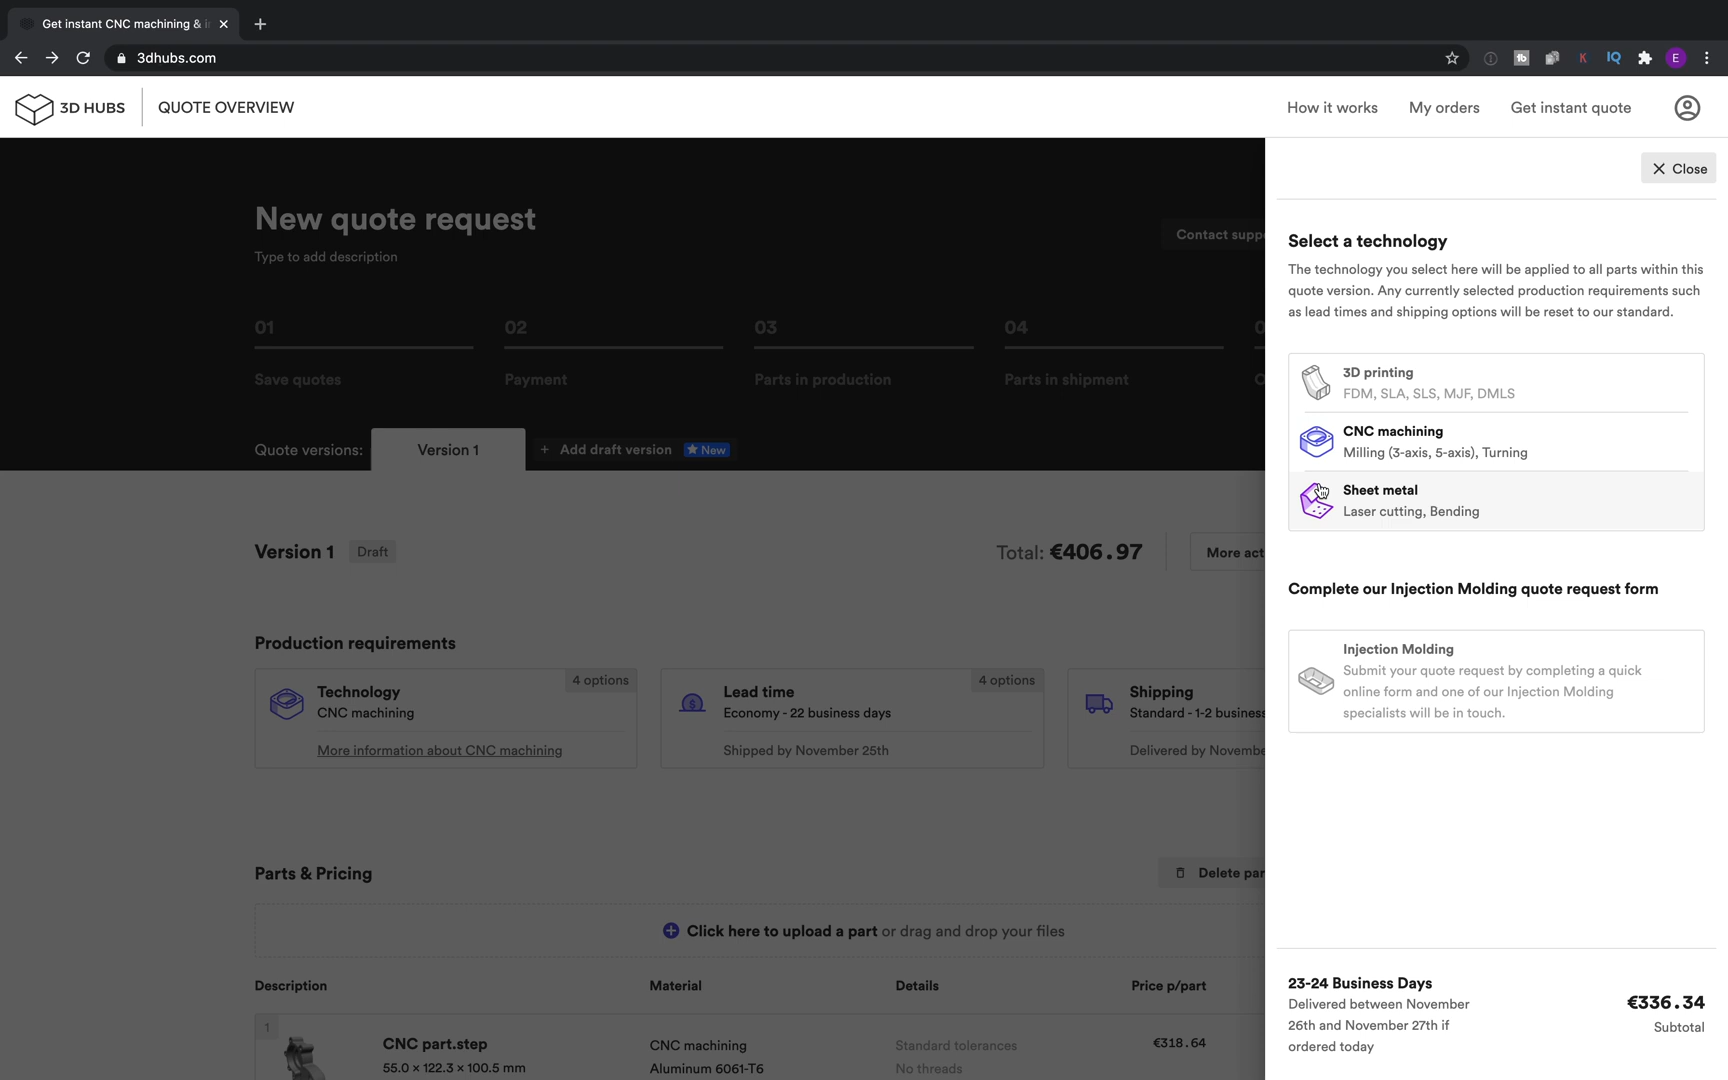 Get instant CNC machining & i
3dhubs.com
3D HUBS
QUOTE OVERVIEW
How it works
My orders
Get instant quote
New quote request
Type to add description
Contact supp
01
02
03
04
0
Save quotes
Payment
Parts in production
Parts in shipment
C
Quote versions:
Version 1
+ Add draft version
New
Version 1
Draft
Total: €406.97
More act
Production requirements
4 options
Technology
CNC machining
More information about CNC machining
4 options
Lead time
Economy - 22 business days
Shipped by November 25th
Shipping
Standard - 1-2 business
Delivered by Novembe
Parts & Pricing
Delete par
Click here to upload a part or drag and drop your files
Description
Material
Details
Price p/part
1
CNC part.step
55.0 × 122.3 × 100.5 mm
CNC machining
Aluminum 6061-T6
Standard tolerances
No threads
€318.64
Close
Select a technology
The technology you select here will be applied to all parts within this
quote version. Any currently selected production requirements such
as lead times and shipping options will be reset to our standard.
3D printing
FDM, SLA, SLS, MJF, DMLS
CNC machining
Milling (3-axis, 5-axis), Turning
Sheet metal
Laser cutting, Bending
Complete our Injection Molding quote request form
Injection Molding
Submit your quote request by completing a quick
online form and one of our Injection Molding
specialists will be in touch.
23-24 Business Days
Delivered between November
26th and November 27th if
ordered today
€336.34
Subtotal
tb
K
IQ
E